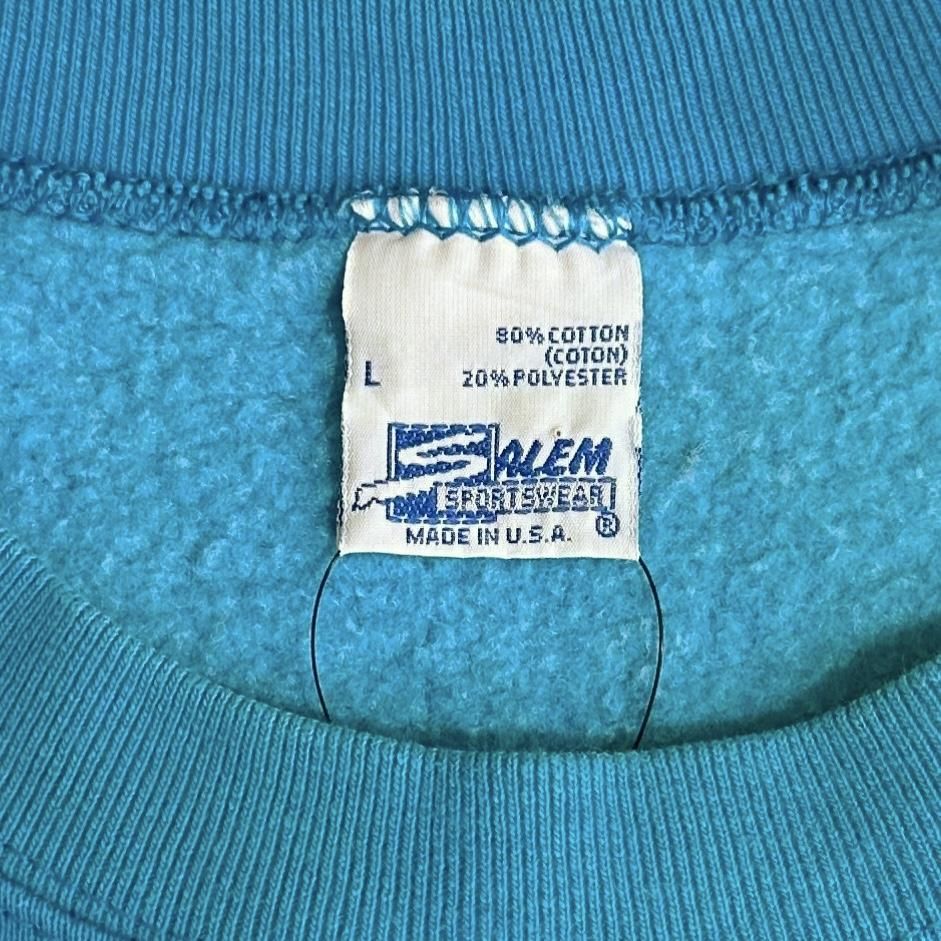 80% COTTON
(COTON)
L 20% POLYESTER
SALEM
SPORTSWEAR
®
MADE IN U.S.A.